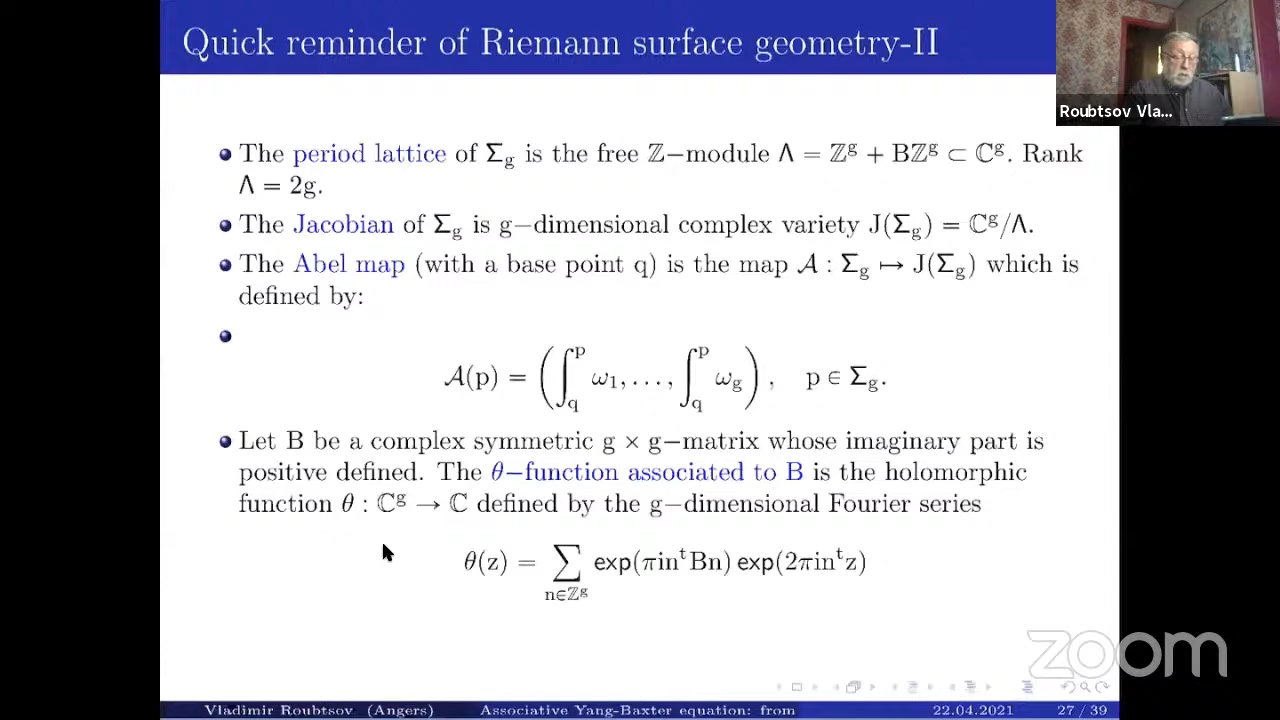 Quick reminder of Riemann surface geometry-II
Roubtsov Vla...
The period lattice of Σ_g is the free ℤ−module Λ = ℤ^g + Bℤ^g ⊂ ℂ^g. Rank
Λ = 2g.
The Jacobian of Σ_g is g−dimensional complex variety J(Σ_g) = ℂ^g/Λ.
The Abel map (with a base point q) is the map 𝒜 : Σ_g ↦ J(Σ_g) which is
defined by:
𝒜(p) = (∫_q^p ω_1, . . . , ∫_q^p ω_g), p ∈ Σ_g.
Let B be a complex symmetric g × g−matrix whose imaginary part is
positive defined. The θ−function associated to B is the holomorphic
function θ : ℂ^g → ℂ defined by the g−dimensional Fourier series
θ(z) = ∑_{n∈ℤ^g} exp(πin^tBn) exp(2πin^tz)
zoom
Vladimir Roubtsov (Angers) Associative Yang-Baxter equation: from 22.04.2021 27 / 39